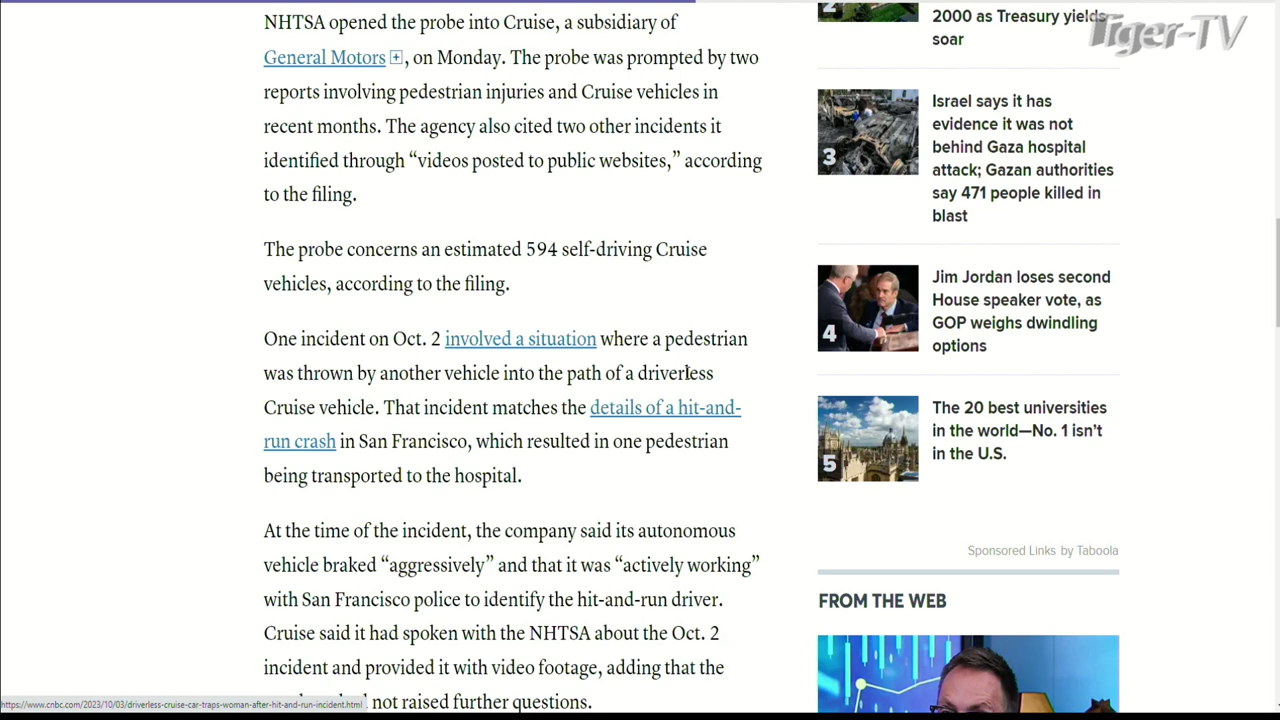 NHTSA opened the probe into Cruise, a subsidiary of
General Motors, on Monday. The probe was prompted by two
reports involving pedestrian injuries and Cruise vehicles in
recent months. The agency also cited two other incidents it
identified through “videos posted to public websites,” according
to the filing.
The probe concerns an estimated 594 self-driving Cruise
vehicles, according to the filing.
One incident on Oct. 2 involved a situation where a pedestrian
was thrown by another vehicle into the path of a driverless
Cruise vehicle. That incident matches the details of a hit-and-
run crash in San Francisco, which resulted in one pedestrian
being transported to the hospital.
At the time of the incident, the company said its autonomous
vehicle braked “aggressively” and that it was “actively working”
with San Francisco police to identify the hit-and-run driver.
Cruise said it had spoken with the NHTSA about the Oct. 2
incident and provided it with video footage, adding that the
not raised further questions.
https://www.cnbc.com/2023/10/03/driverless-cruise-car-traps-woman-after-hit-and-run-incident.html
Tiger-TV
2
2000 as Treasury yields
soar
3
Israel says it has
evidence it was not
behind Gaza hospital
attack; Gazan authorities
say 471 people killed in
blast
4
Jim Jordan loses second
House speaker vote, as
GOP weighs dwindling
options
5
The 20 best universities
in the world—No. 1 isn’t
in the U.S.
Sponsored Links by Taboola
FROM THE WEB